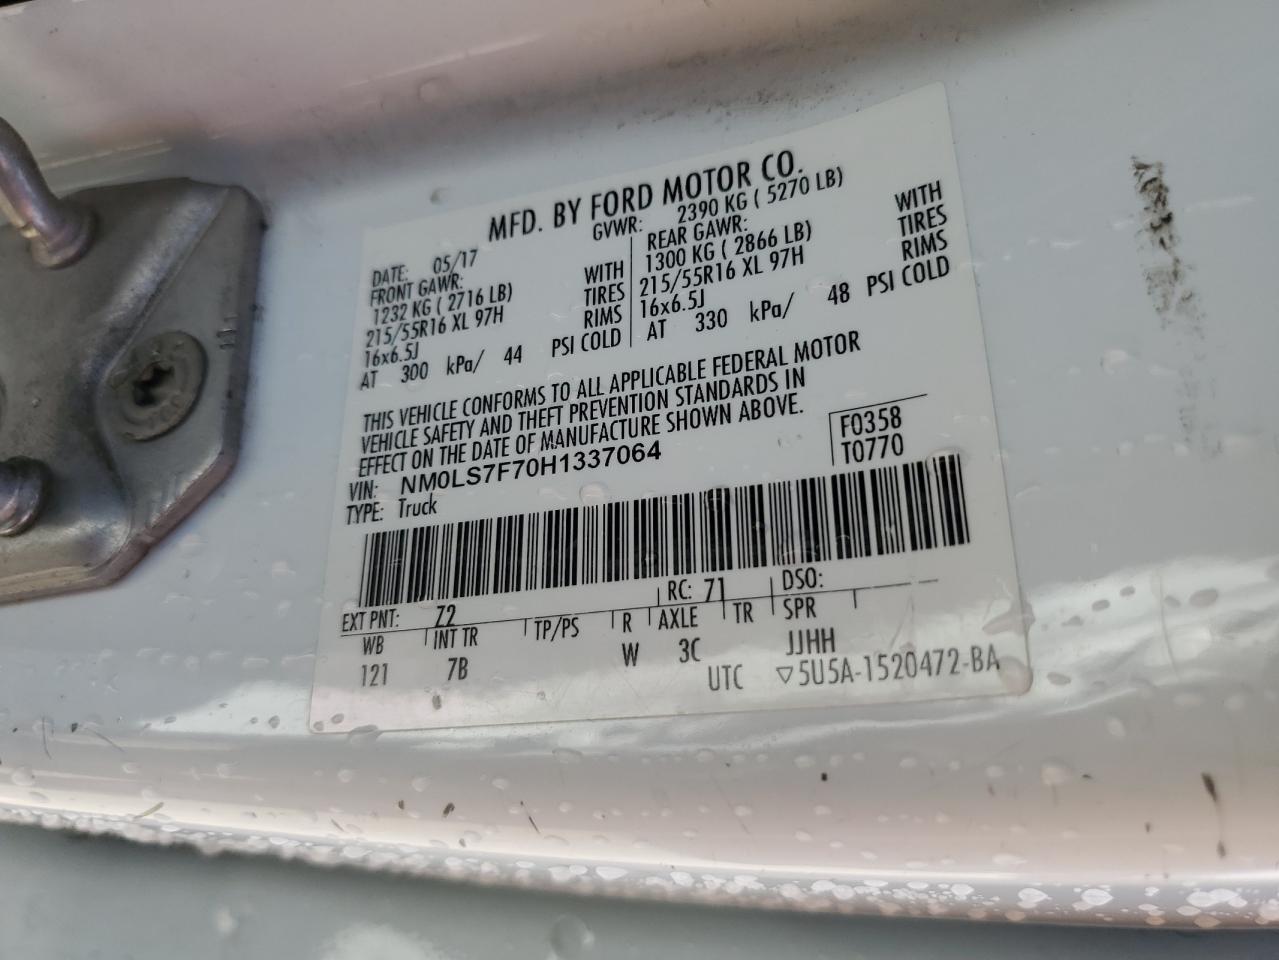 MFD. BY FORD MOTOR CO.
DATE: 05/17 GVWR: 2390 KG ( 5270 LB)
FRONT GAWR: REAR GAWR:
1232 KG ( 2716 LB) WITH 1300 KG ( 2866 LB) WITH
215/55R16 XL 97H TIRES 215/55R16 XL 97H TIRES
16x6.5J RIMS 16x6.5J RIMS
AT 300 kPa/ 44 PSI COLD AT 330 kPa/ 48 PSI COLD
THIS VEHICLE CONFORMS TO ALL APPLICABLE FEDERAL MOTOR
VEHICLE SAFETY AND THEFT PREVENTION STANDARDS IN
EFFECT ON THE DATE OF MANUFACTURE SHOWN ABOVE.
VIN: NM0LS7F70H1337064 F0358
TYPE: Truck T0770
EXT PNT: Z2 RC: 71 DSO:
WB INT TR TP/PS R AXLE TR SPR
121 7B W 3C JJHH
UTC ▽5U5A-1520472-BA